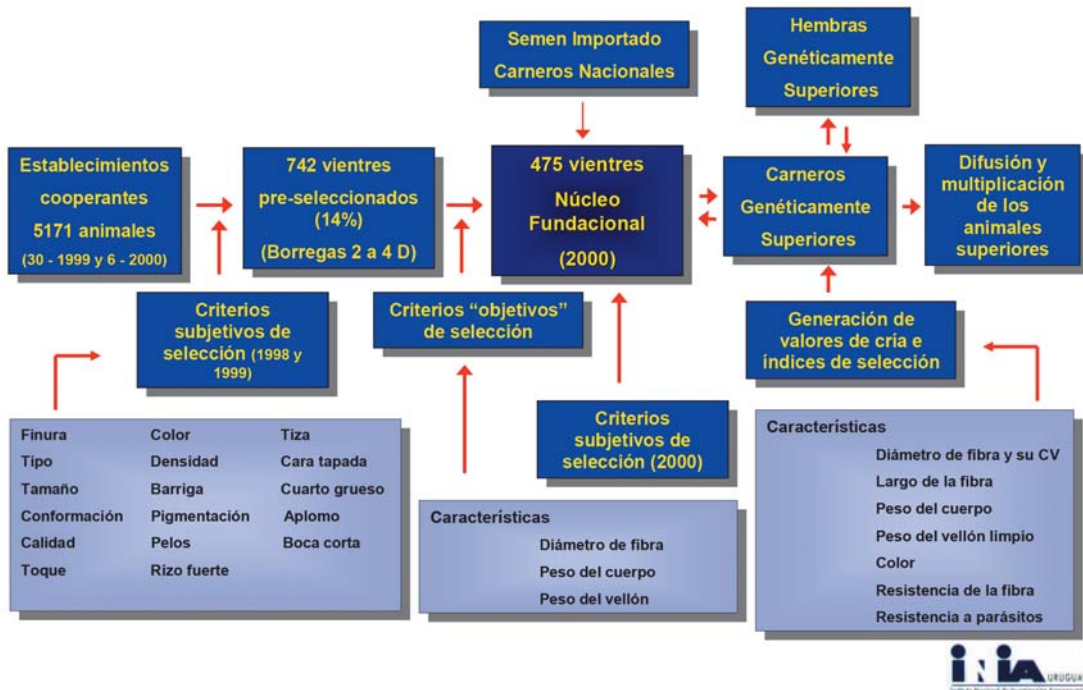 Semen Importado
Carneros Nacionales
Hembras
Genéticamente
Superiores
Establecimientos
cooperantes
5171 animales
(30 - 1999 y 6 - 2000)
742 vientres
pre-seleccionados
(14%)
(Borregas 2 a 4 D)
475 vientres
Núcleo
Fundacional
(2000)
Carneros
Genéticamente
Superiores
Difusión y
multiplicación
de los
animales
superiores
Criterios
subjetivos de
selección (1998 y
1999)
Criterios “objetivos”
de selección
Criterios
subjetivos de
selección (2000)
Generación de
valores de cría e
índices de selección
Finura Color Tiza
Tipo Densidad Cara tapada
Tamaño Barriga Cuarto grueso
Conformación Pigmentación Aplomo
Calidad Pelos Boca corta
Toque Rizo fuerte
Características
Diámetro de fibra
Peso del cuerpo
Peso del vellón
Características
Diámetro de fibra y su CV
Largo de la fibra
Peso del cuerpo
Peso del vellón limpio
Color
Resistencia de la fibra
Resistencia a parásitos
INIA URUGUAY